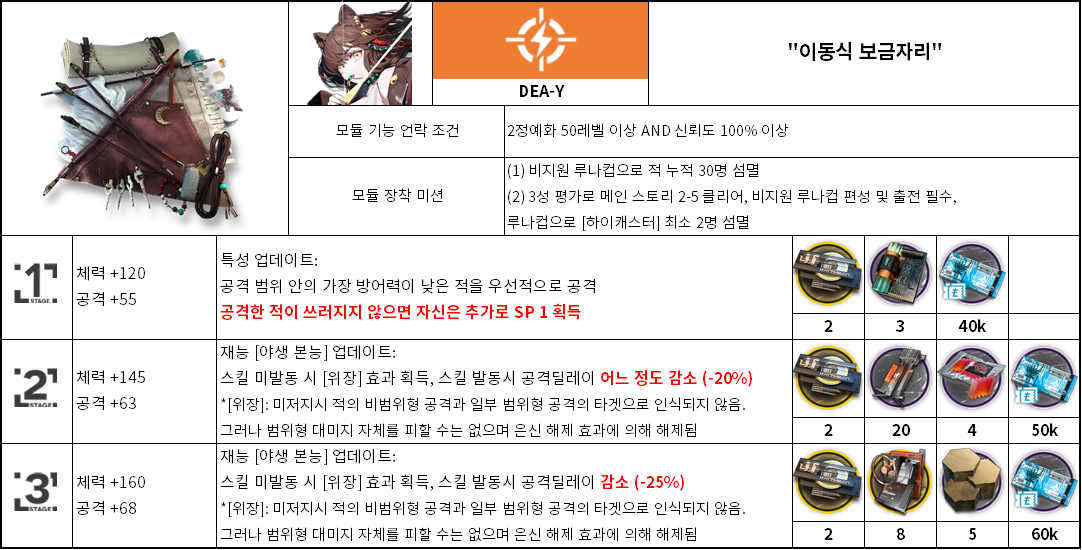 DEA-Y
"이동식 보금자리"
모듈 기능 언락 조건
2정예화 50레벨 이상 AND 신뢰도 100% 이상
모듈 장착 미션
(1) 비지원 루나컵으로 적 누적 30명 섬멸
(2) 3성 평가로 메인 스토리 2-5 클리어, 비지원 루나컵 편성 및 출전 필수,
루나컵으로 [하이캐스터] 최소 2명 섬멸
1
STAGE
체력 +120
공격 +55
특성 업데이트:
공격 범위 안의 가장 방어력이 낮은 적을 우선적으로 공격
공격한 적이 쓰러지지 않으면 자신은 추가로 SP 1 획득
2
3
40k
2
STAGE
체력 +145
공격 +63
재능 [야생 본능] 업데이트:
스킬 미발동 시 [위장] 효과 획득, 스킬 발동시 공격딜레이 어느 정도 감소 (-20%)
*[위장]: 미저지시 적의 비범위형 공격과 일부 범위형 공격의 타겟으로 인식되지 않음.
그러나 범위형 대미지 자체를 피할 수는 없으며 은신 해제 효과에 의해 해제됨
2
20
4
50k
3
STAGE
체력 +160
공격 +68
재능 [야생 본능] 업데이트:
스킬 미발동 시 [위장] 효과 획득, 스킬 발동시 공격딜레이 감소 (-25%)
*[위장]: 미저지시 적의 비범위형 공격과 일부 범위형 공격의 타겟으로 인식되지 않음.
그러나 범위형 대미지 자체를 피할 수는 없으며 은신 해제 효과에 의해 해제됨
2
8
5
60k